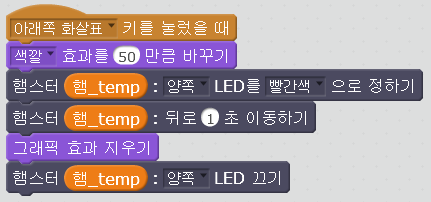 아래쪽 화살표 키를 눌렀을 때
색깔 효과를 50 만큼 바꾸기
햄스터 햄_temp : 양쪽 LED를 빨간색 으로 정하기
햄스터 햄_temp : 뒤로 1 초 이동하기
그래픽 효과 지우기
햄스터 햄_temp : 양쪽 LED 끄기